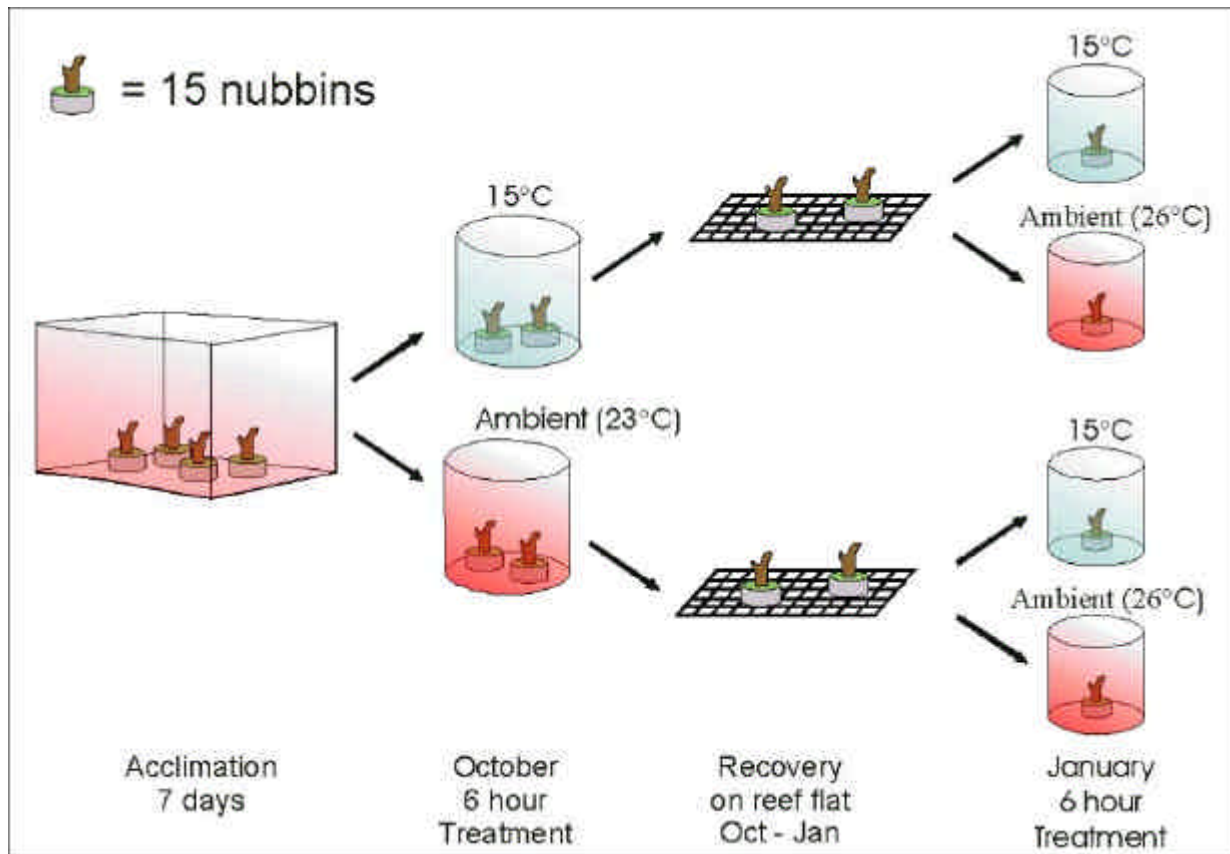 = 15 nubbins
15°C
Ambient (26°C)
15°C
Ambient (23°C)
15°C
Ambient (26°C)
Acclimation
7 days
October
6 hour
Treatment
Recovery
on reef flat
Oct - Jan
January
6 hour
Treatment